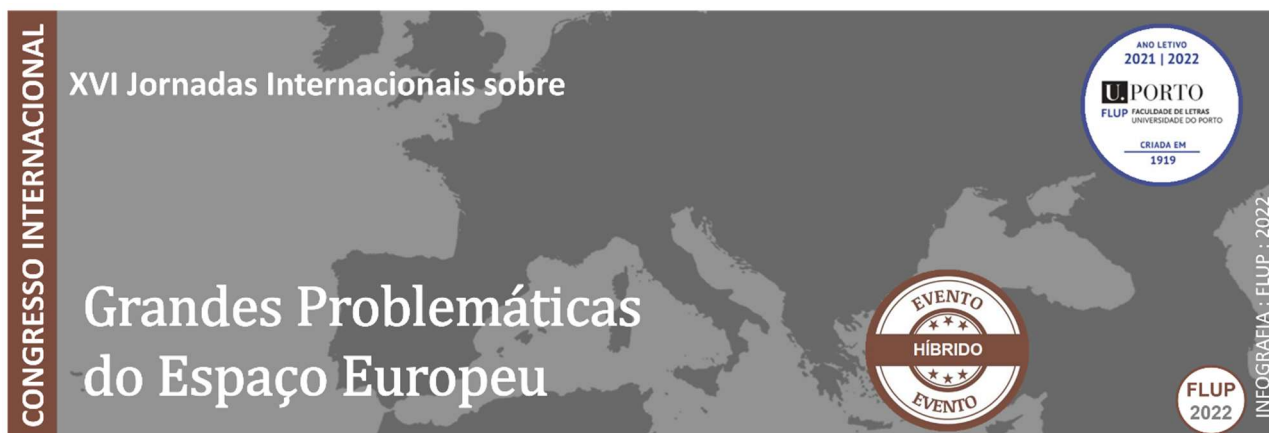 CONGRESSO INTERNACIONAL
XVI Jornadas Internacionais sobre
Grandes Problemáticas
do Espaço Europeu
ANO LETIVO
2021 | 2022
U.PORTO
FLUP FACULDADE DE LETRAS
UNIVERSIDADE DO PORTO
CRIADA EM
1919
EVENTO
HÍBRIDO
EVENTO
FLUP
2022
INFOGRAFIA : FLUP : 2022